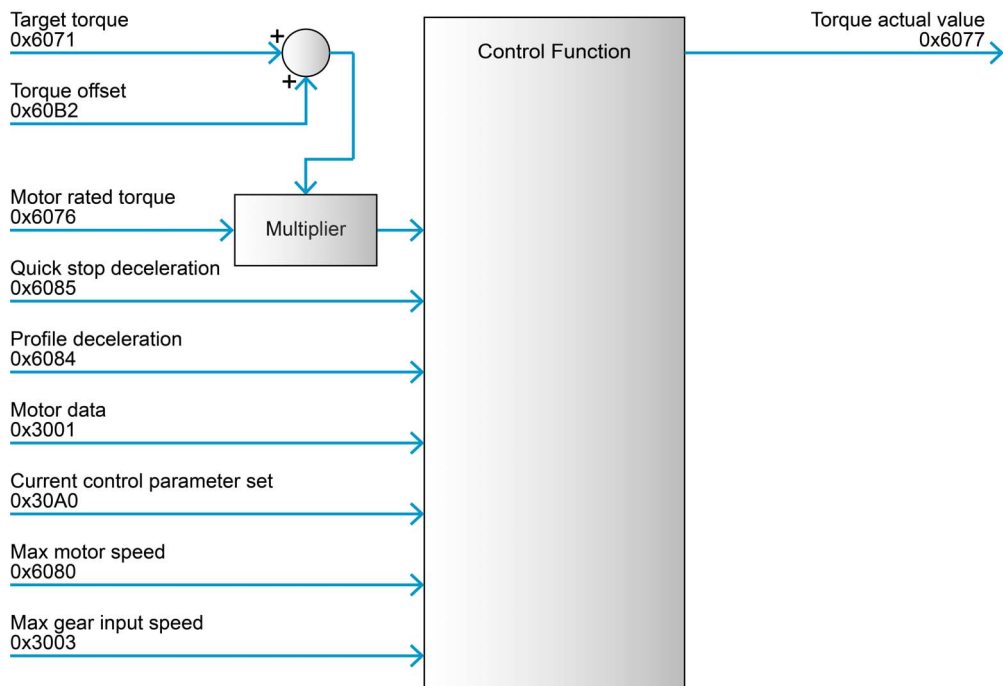 Target torque
0x6071
+
+
Torque offset
0x60B2
Motor rated torque
0x6076
Multiplier
Quick stop deceleration
0x6085
Profile deceleration
0x6084
Motor data
0x3001
Current control parameter set
0x30A0
Max motor speed
0x6080
Max gear input speed
0x3003
Control Function
Torque actual value
0x6077